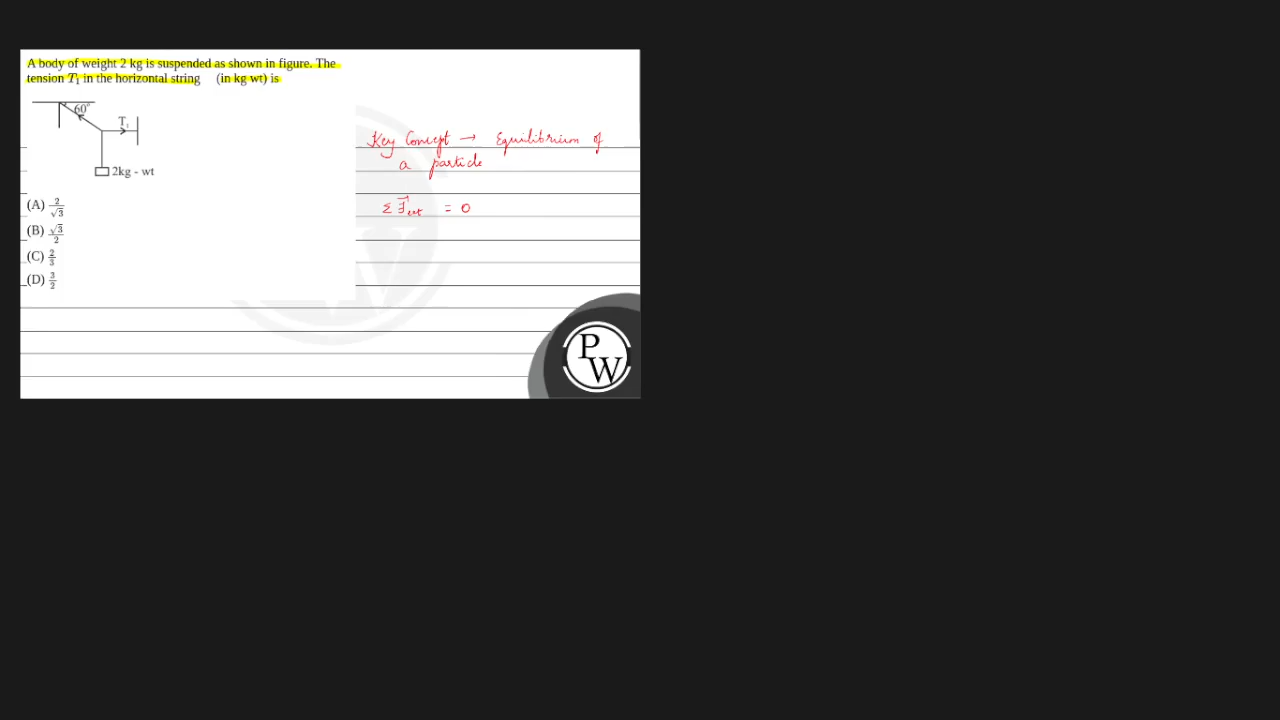 A body of weight 2 kg is suspended as shown in figure. The
tension T₁ in the horizontal string (in kg wt) is
60°
T₁
2kg - wt
(A) 2/√3
(B) √3/2
(C) 2/3
(D) 3/2
Key Concept → Equilibrium of
a particle
Σ F⃗ext = 0
P
W